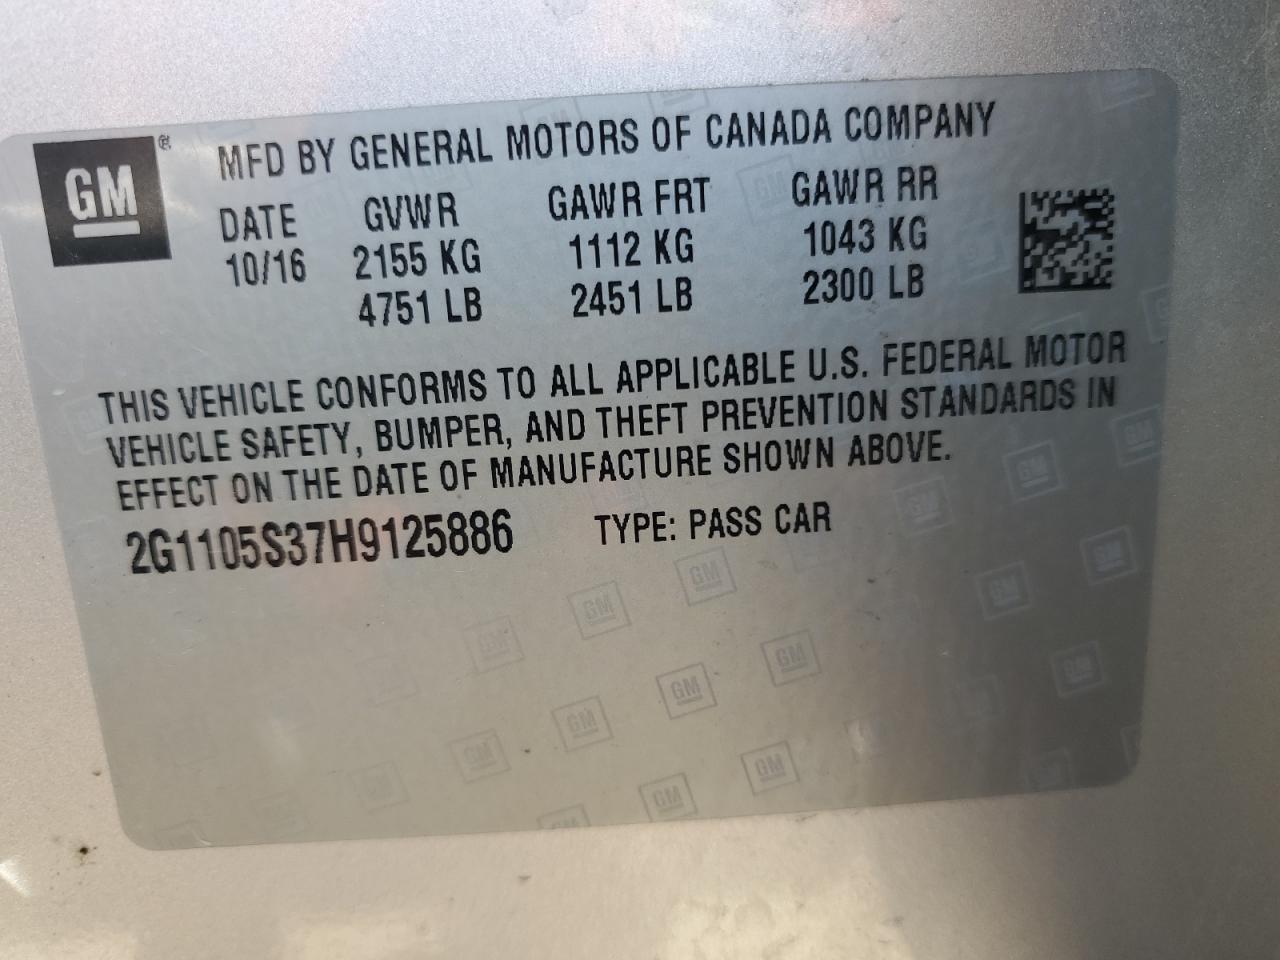 GM ®
MFD BY GENERAL MOTORS OF CANADA COMPANY
DATE GVWR GAWR FRT GAWR RR
10/16 2155 KG 1112 KG 1043 KG
4751 LB 2451 LB 2300 LB
THIS VEHICLE CONFORMS TO ALL APPLICABLE U.S. FEDERAL MOTOR
VEHICLE SAFETY, BUMPER, AND THEFT PREVENTION STANDARDS IN
EFFECT ON THE DATE OF MANUFACTURE SHOWN ABOVE.
2G1105S37H9125886 TYPE: PASS CAR